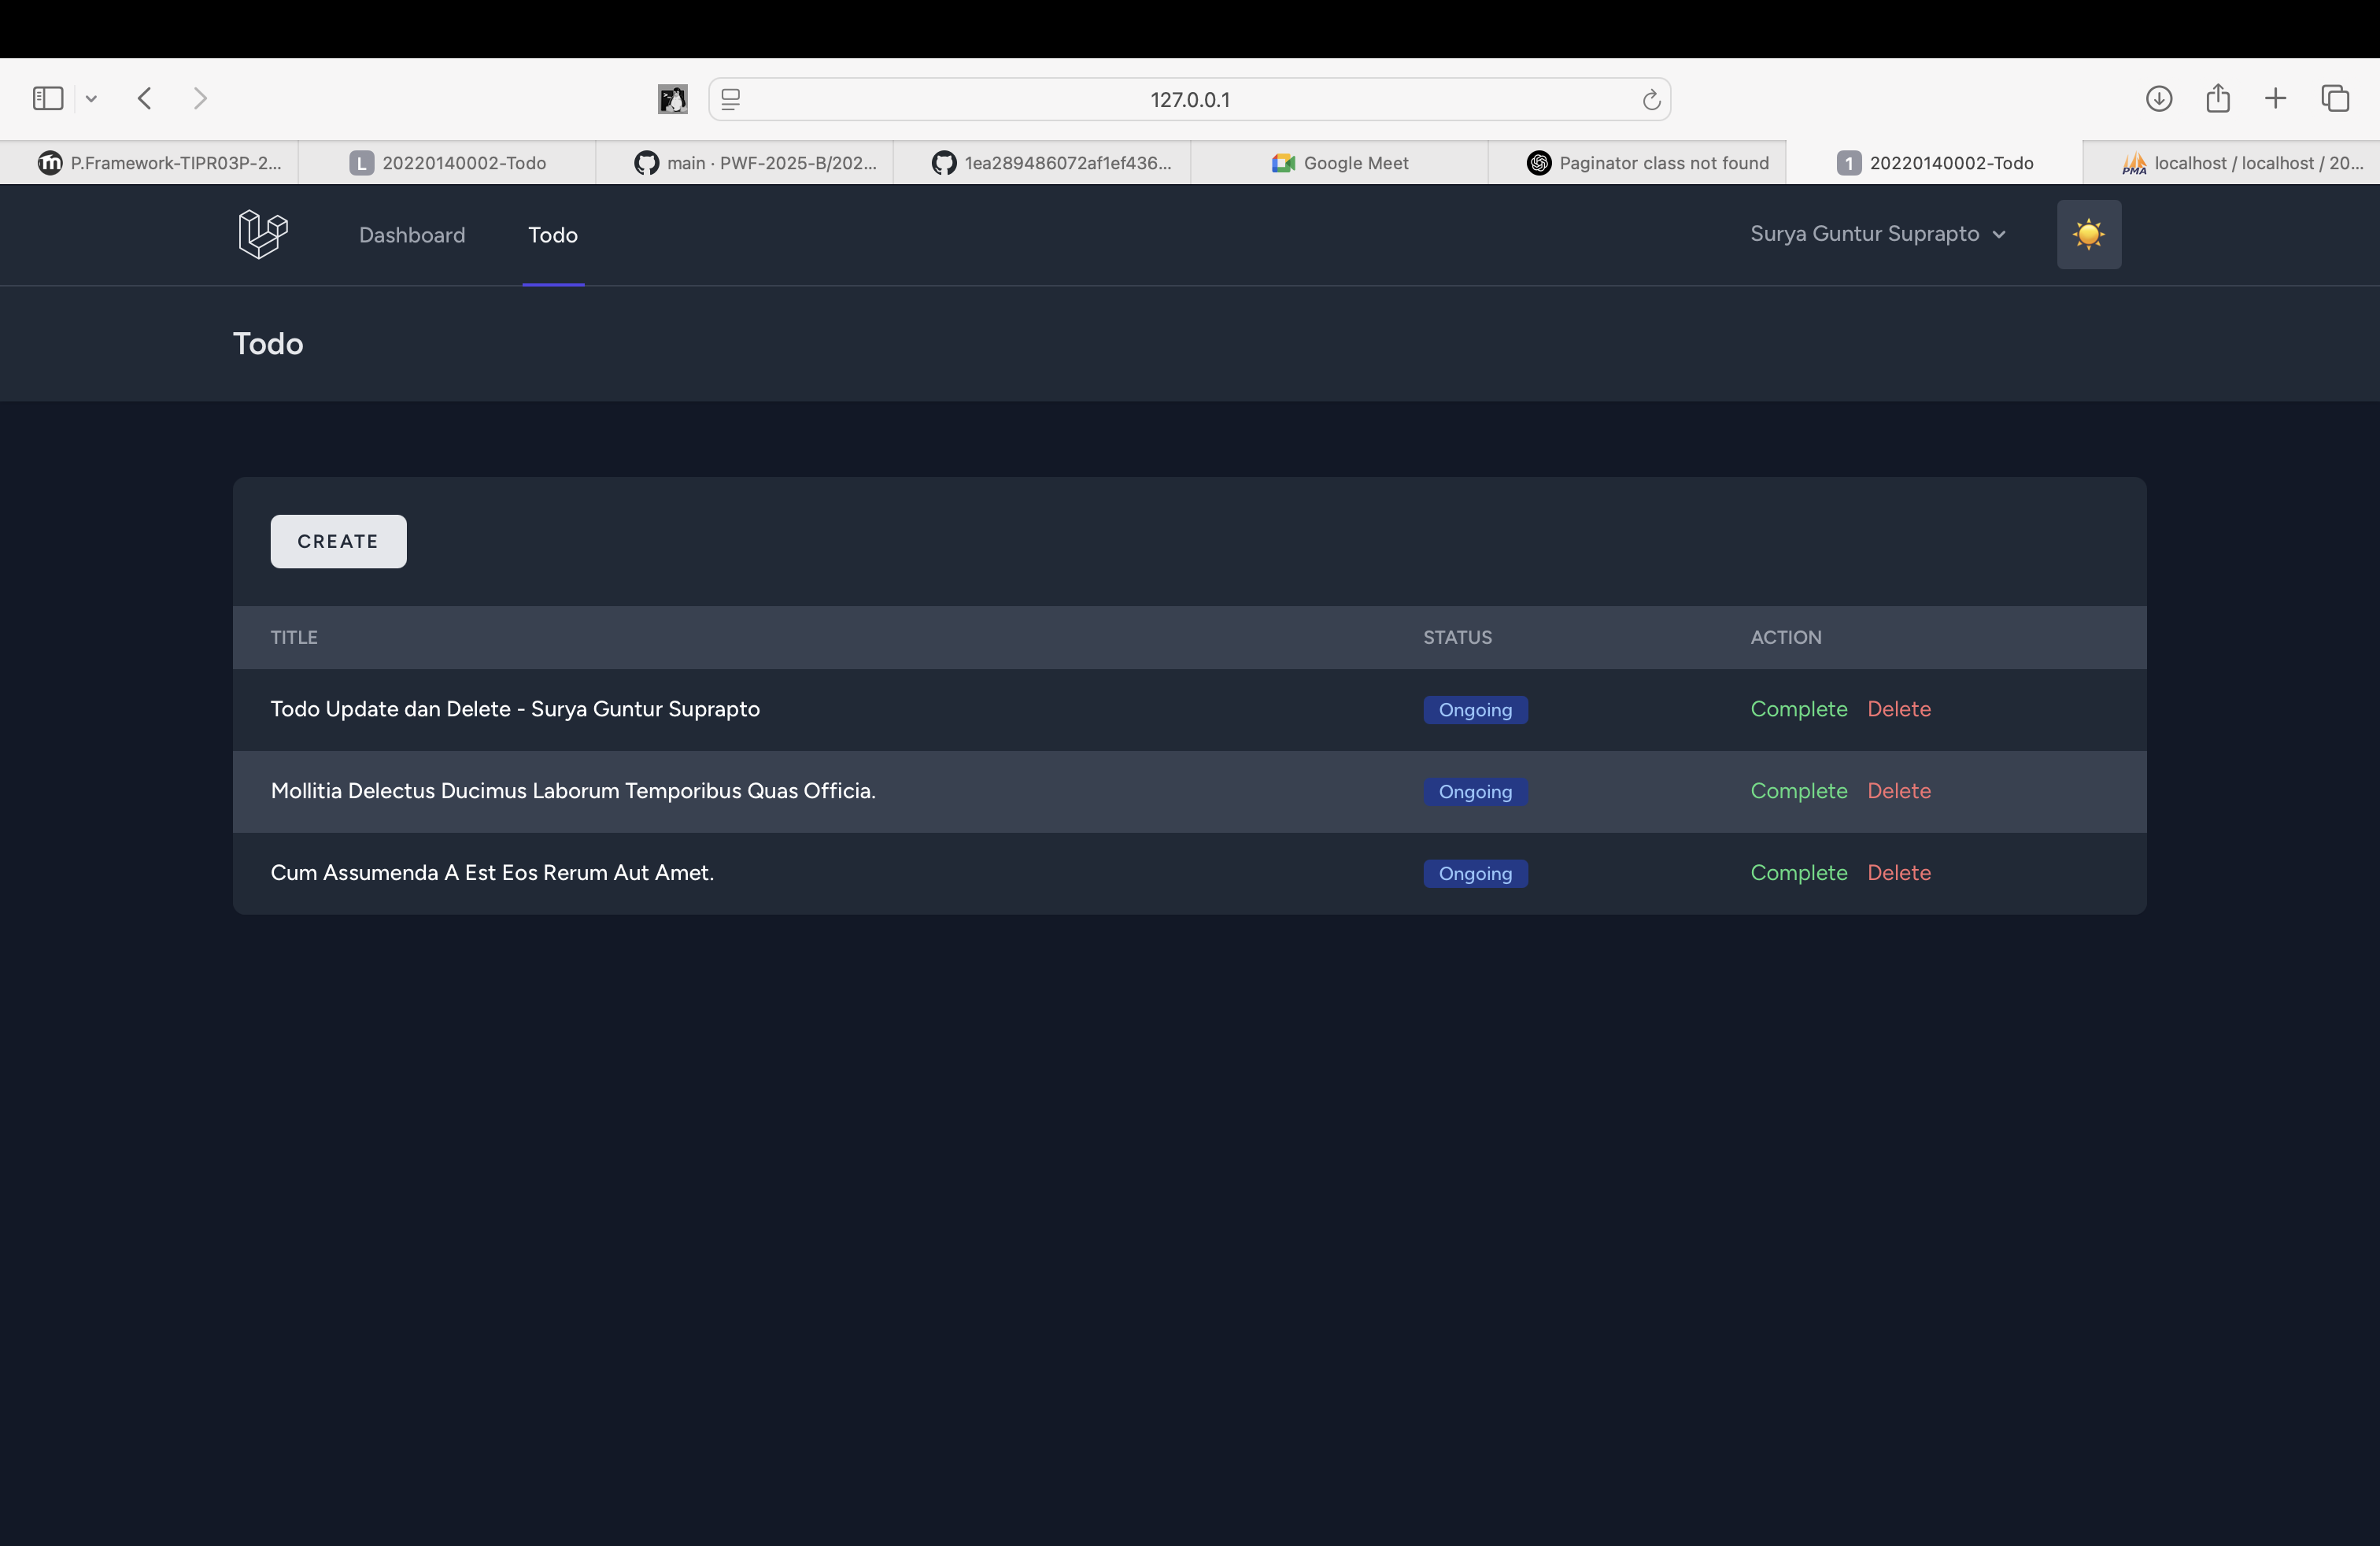 127.0.0.1
P.Framework-TIPR03P-2...
L 20220140002-Todo
main · PWF-2025-B/202...
1ea289486072af1ef436...
Google Meet
Paginator class not found
1 20220140002-Todo
PMA localhost / localhost / 20...
Dashboard Todo Surya Guntur Suprapto
Todo
CREATE
TITLE STATUS ACTION
Todo Update dan Delete - Surya Guntur Suprapto Ongoing Complete Delete
Mollitia Delectus Ducimus Laborum Temporibus Quas Officia. Ongoing Complete Delete
Cum Assumenda A Est Eos Rerum Aut Amet. Ongoing Complete Delete